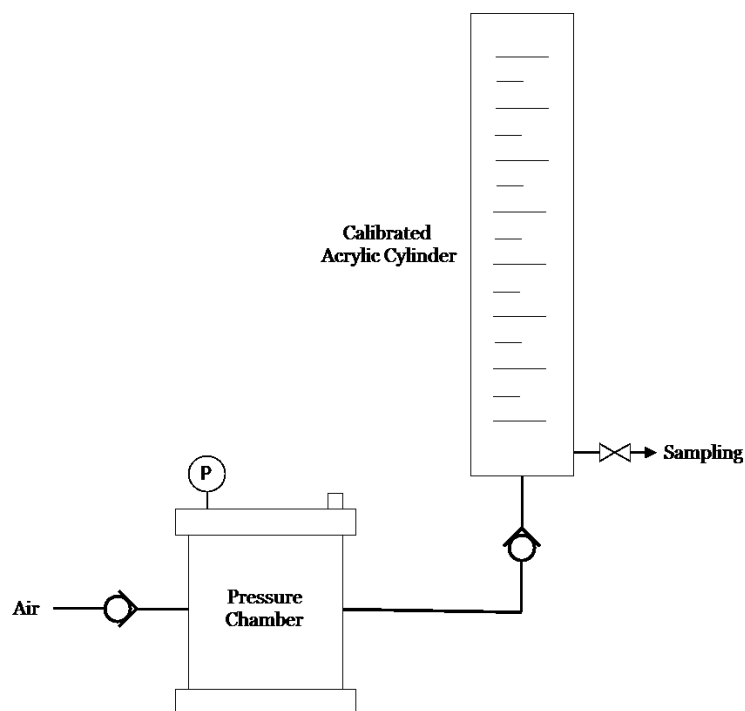 Calibrated
Acrylic Cylinder
Sampling
P
Pressure
Chamber
Air